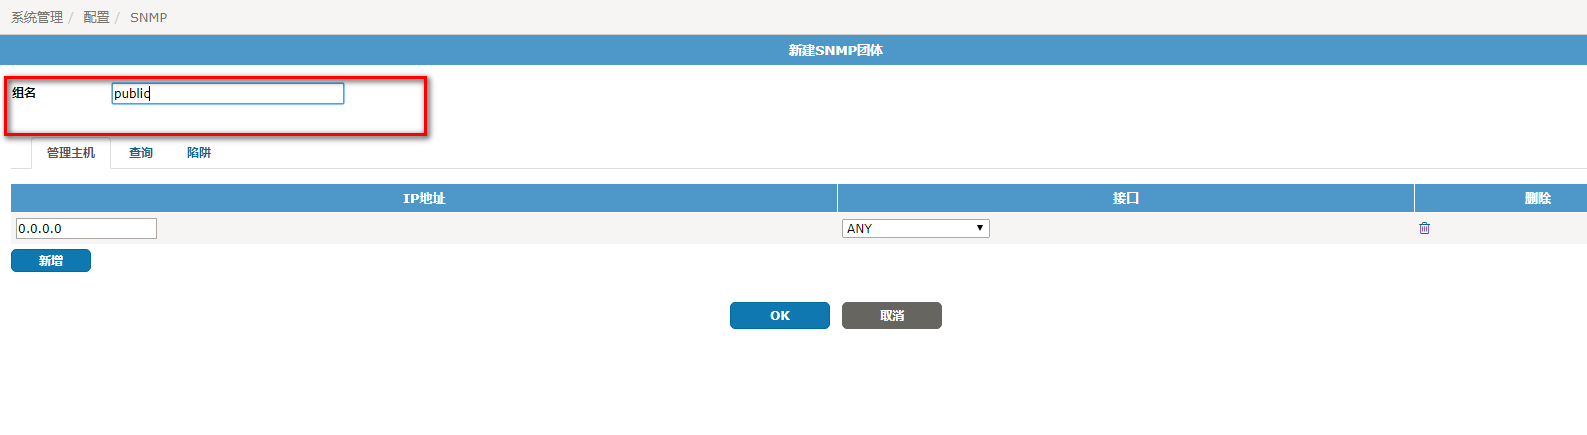 系统管理 / 配置 / SNMP
新建SNMP团体
组名 public
管理主机 查询 陷阱
IP地址 接口 删除
0.0.0.0 ANY
新增
OK 取消